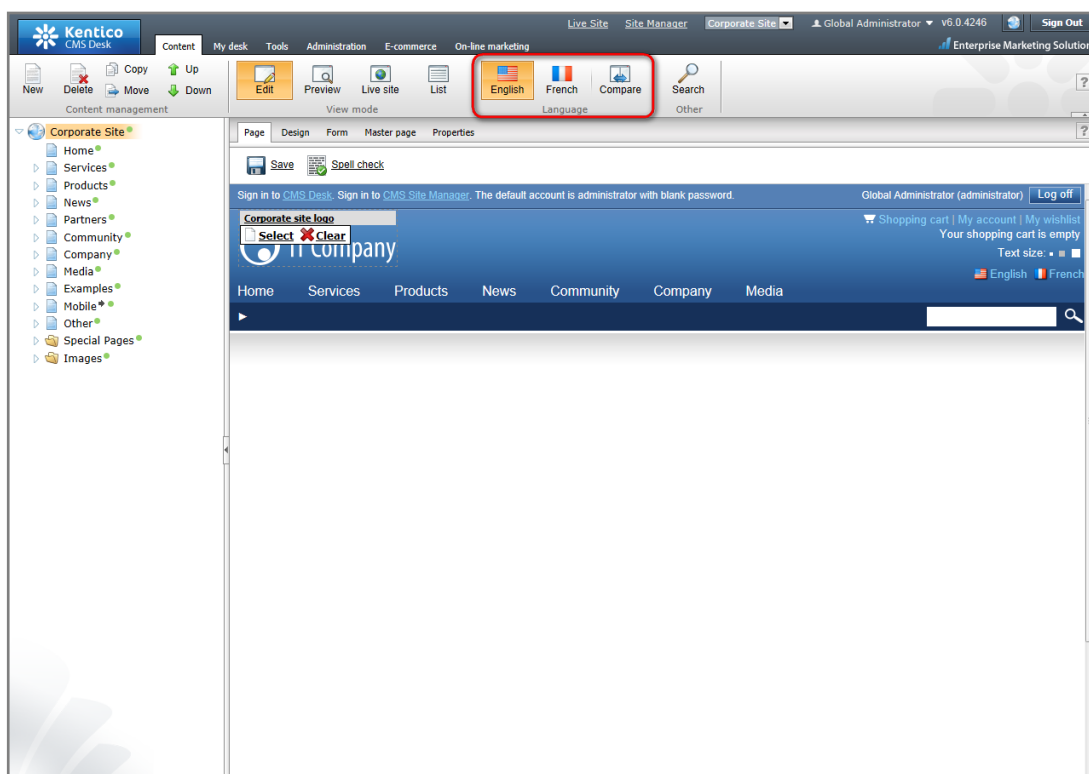 Kentico
CMS Desk
Live Site Site Manager Corporate Site Global Administrator v6.0.4246 Sign Out
Content My desk Tools Administration E-commerce On-line marketing
Enterprise Marketing Solution
New Delete Copy Move Up Down
Content management
Edit Preview Live site List
View mode
English French Compare
Language
Search
Other
?
Corporate Site
Home
Services
Products
News
Partners
Community
Company
Media
Examples
Mobile
Other
Special Pages
Images
Page Design Form Master page Properties
?
Save Spell check
Sign in to CMS Desk. Sign in to CMS Site Manager. The default account is administrator with blank password.
Global Administrator (administrator) Log off
Corporate site logo
Select Clear
Company
Shopping cart | My account | My wishlist
Your shopping cart is empty
Text size:
English French
Home Services Products News Community Company Media